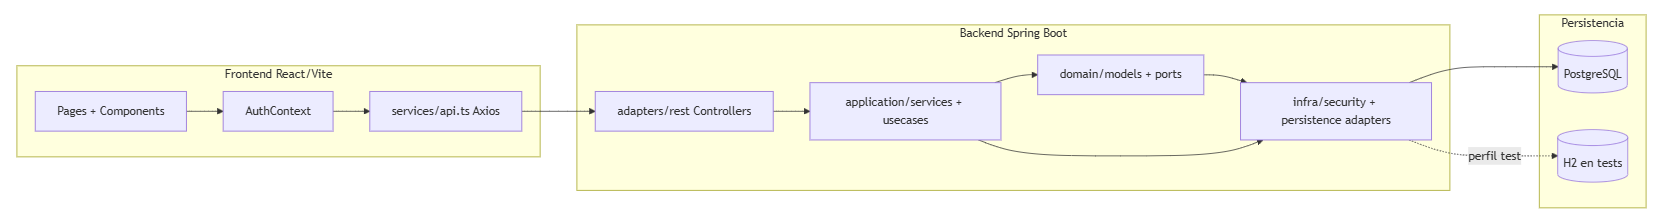 Frontend React/Vite
Pages + Components
AuthContext
services/api.ts Axios
Backend Spring Boot
adapters/rest Controllers
application/services +
usecases
domain/models + ports
infra/security +
persistence adapters
perfil test
Persistencia
PostgreSQL
H2 en tests